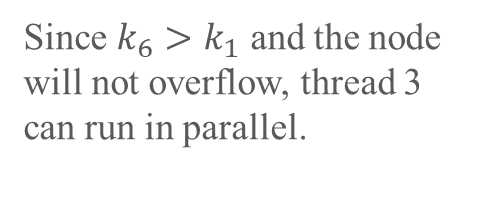 Since k₆ > k₁ and the node
will not overflow, thread 3
can run in parallel.